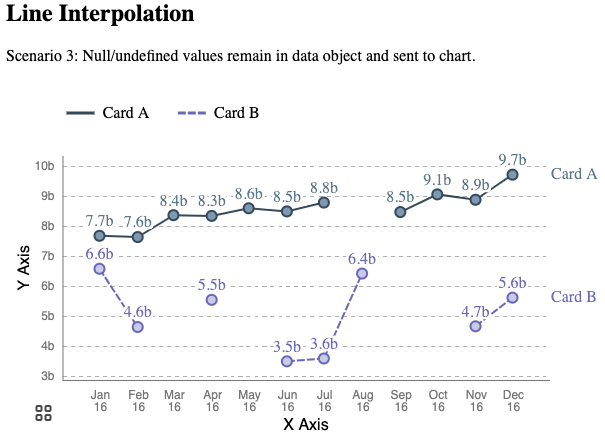 Line Interpolation
Scenario 3: Null/undefined values remain in data object and sent to chart.
Card A
Card B
10b
9b
8b
7b
6b
5b
4b
3b
Y Axis
7.7b
7.6b
8.4b
8.3b
8.6b
8.5b
8.8b
8.5b
9.1b
8.9b
9.7b
Card A
6.6b
4.6b
5.5b
3.5b
3.6b
6.4b
4.7b
5.6b
Card B
Jan Feb Mar Apr May Jun Jul Aug Sep Oct Nov Dec
16 16 16 16 16 16 16 16 16 16 16 16
X Axis